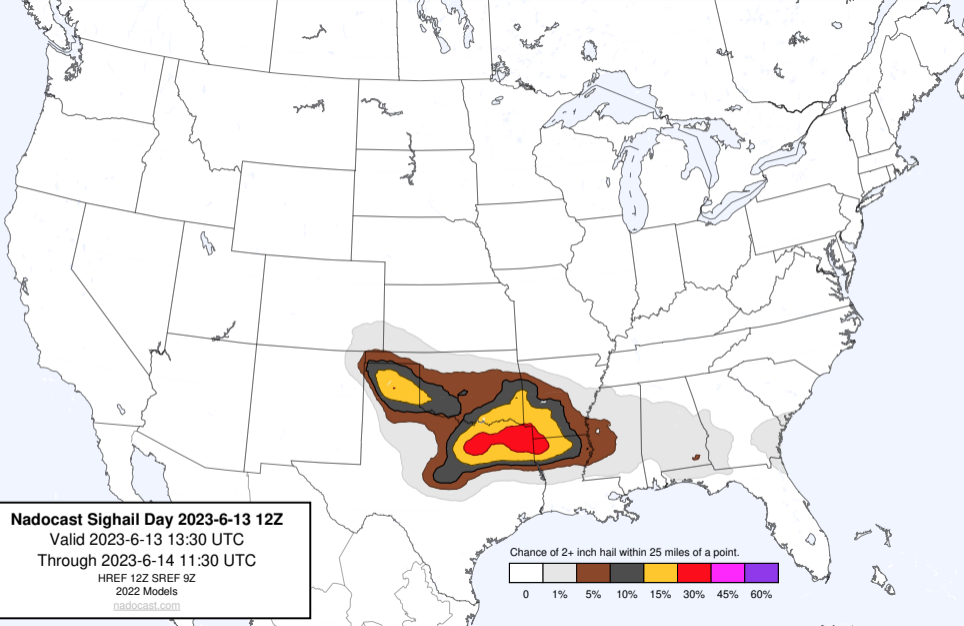 Nadocast Sighail Day 2023-6-13 12Z
Valid 2023-6-13 13:30 UTC
Through 2023-6-14 11:30 UTC
HREF 12Z SREF 9Z
2022 Models
nadocast.com
Chance of 2+ inch hail within 25 miles of a point.
0 1% 5% 10% 15% 30% 45% 60%